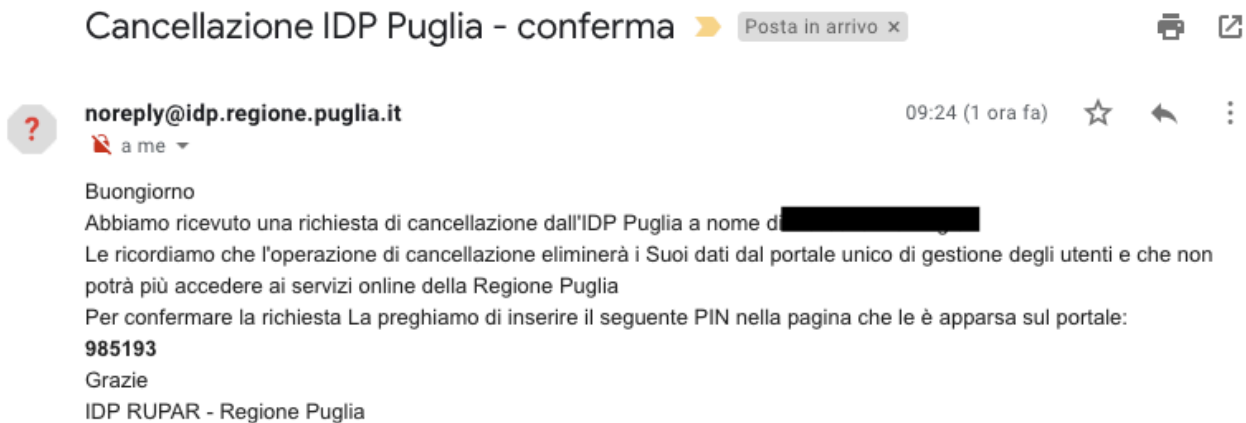 Cancellazione IDP Puglia - conferma Posta in arrivo ×
noreply@idp.regione.puglia.it 09:24 (1 ora fa)
?
a me
Buongiorno
Abbiamo ricevuto una richiesta di cancellazione dall'IDP Puglia a nome di
Le ricordiamo che l'operazione di cancellazione eliminerà i Suoi dati dal portale unico di gestione degli utenti e che non
potrà più accedere ai servizi online della Regione Puglia
Per confermare la richiesta La preghiamo di inserire il seguente PIN nella pagina che le è apparsa sul portale:
985193
Grazie
IDP RUPAR - Regione Puglia